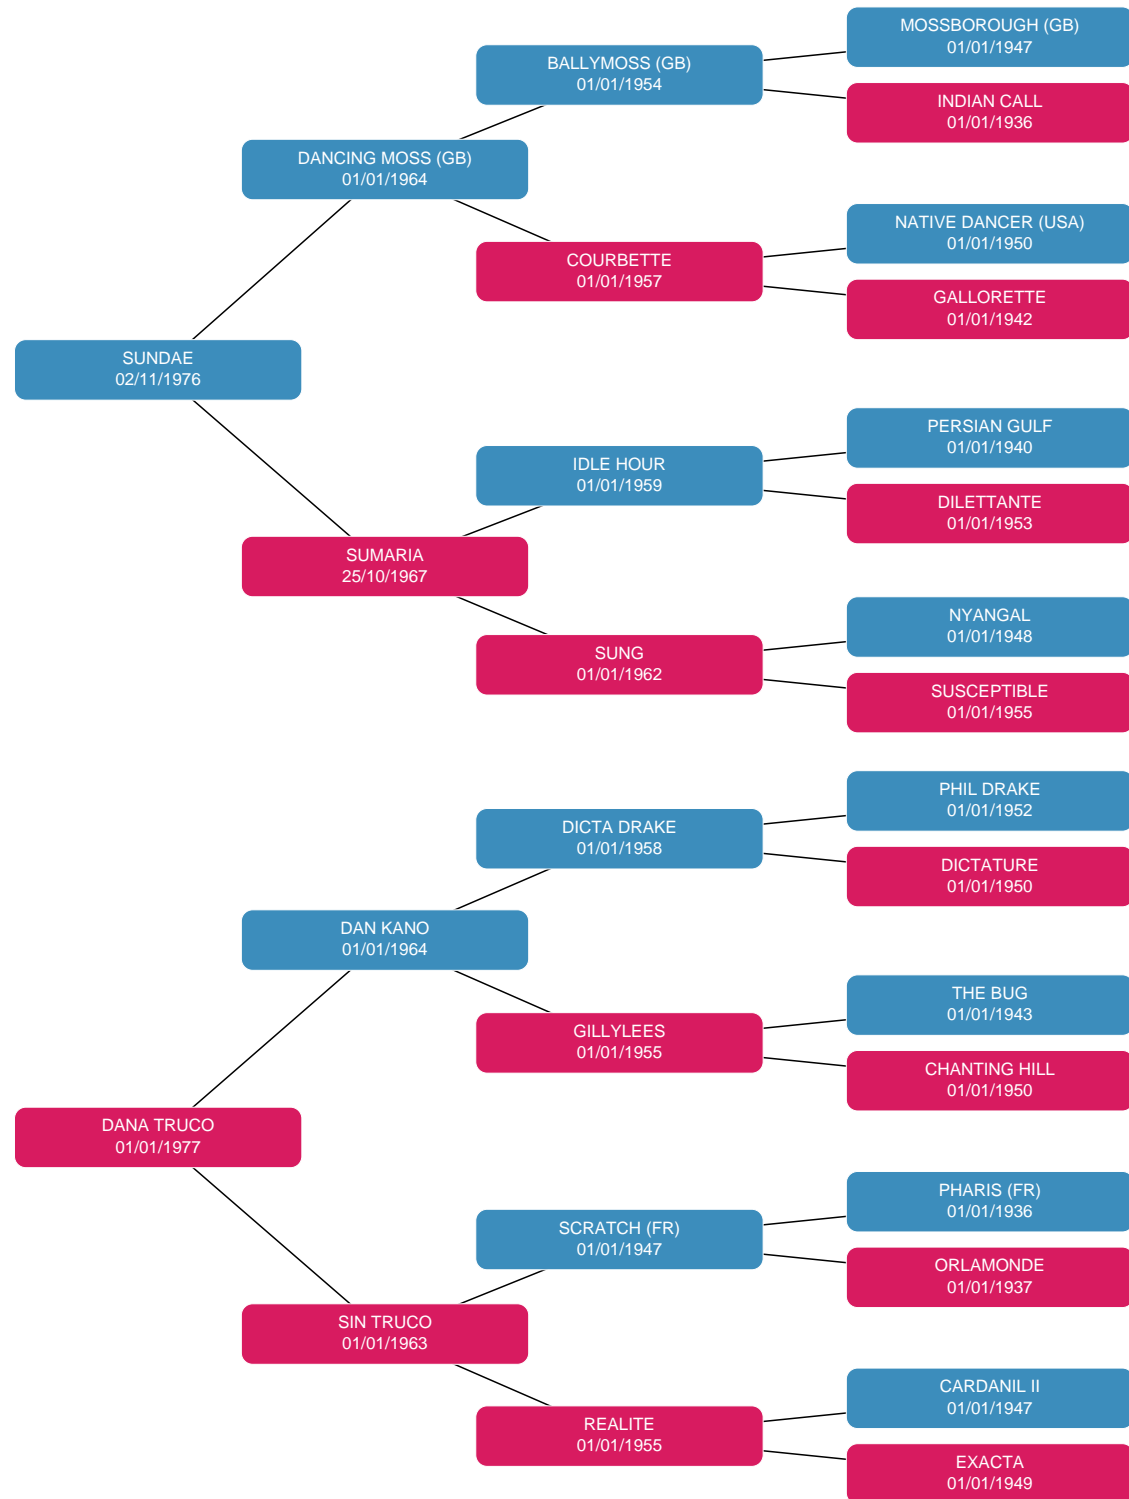 MOSSBOROUGH (GB)
01/01/1947
BALLYMOSS (GB)
01/01/1954
INDIAN CALL
01/01/1936
DANCING MOSS (GB)
01/01/1964
NATIVE DANCER (USA)
01/01/1950
COURBETTE
01/01/1957
GALLORETTE
01/01/1942
SUNDAE
02/11/1976
PERSIAN GULF
01/01/1940
IDLE HOUR
01/01/1959
DILETTANTE
01/01/1953
SUMARIA
25/10/1967
NYANGAL
01/01/1948
SUNG
01/01/1962
SUSCEPTIBLE
01/01/1955
PHIL DRAKE
01/01/1952
DICTA DRAKE
01/01/1958
DICTATURE
01/01/1950
DAN KANO
01/01/1964
THE BUG
01/01/1943
GILLYLEES
01/01/1955
CHANTING HILL
01/01/1950
DANA TRUCO
01/01/1977
PHARIS (FR)
01/01/1936
SCRATCH (FR)
01/01/1947
ORLAMONDE
01/01/1937
SIN TRUCO
01/01/1963
CARDANIL II
01/01/1947
REALITE
01/01/1955
EXACTA
01/01/1949